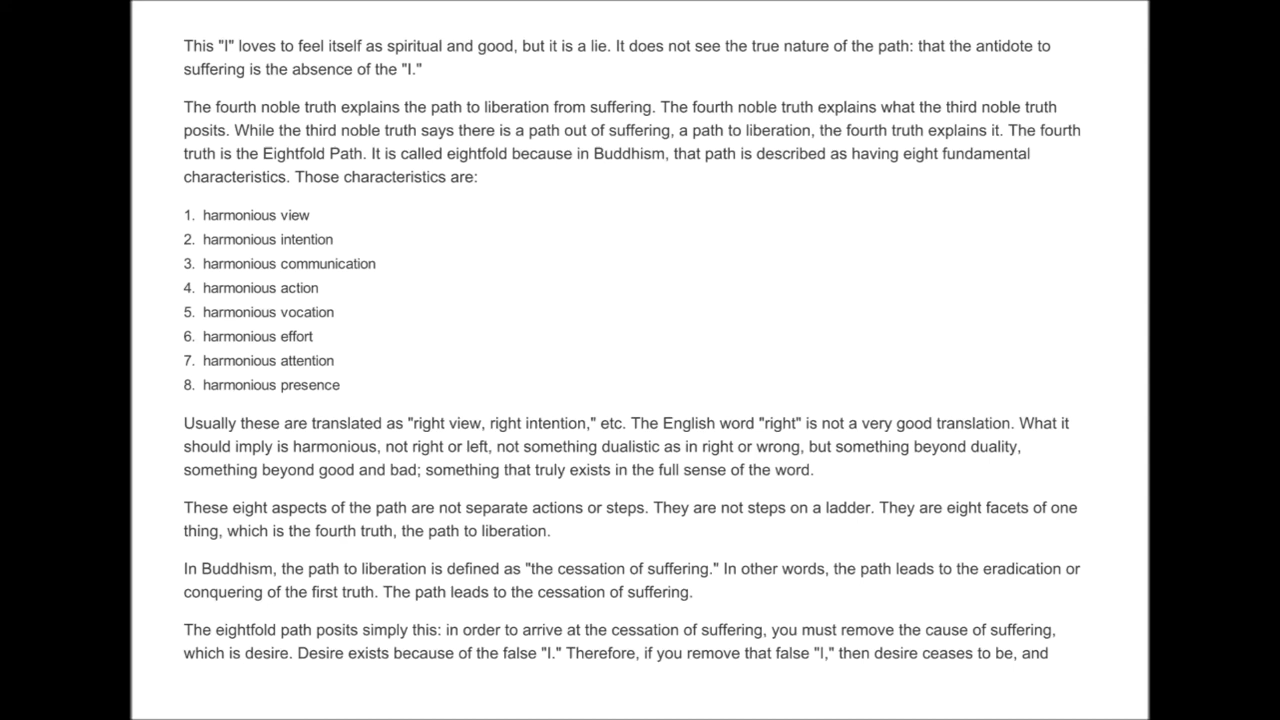 This "I" loves to feel itself as spiritual and good, but it is a lie. It does not see the true nature of the path: that the antidote to
suffering is the absence of the "I."
The fourth noble truth explains the path to liberation from suffering. The fourth noble truth explains what the third noble truth
posits. While the third noble truth says there is a path out of suffering, a path to liberation, the fourth truth explains it. The fourth
truth is the Eightfold Path. It is called eightfold because in Buddhism, that path is described as having eight fundamental
characteristics. Those characteristics are:
1. harmonious view
2. harmonious intention
3. harmonious communication
4. harmonious action
5. harmonious vocation
6. harmonious effort
7. harmonious attention
8. harmonious presence
Usually these are translated as "right view, right intention," etc. The English word "right" is not a very good translation. What it
should imply is harmonious, not right or left, not something dualistic as in right or wrong, but something beyond duality,
something beyond good and bad; something that truly exists in the full sense of the word.
These eight aspects of the path are not separate actions or steps. They are not steps on a ladder. They are eight facets of one
thing, which is the fourth truth, the path to liberation.
In Buddhism, the path to liberation is defined as "the cessation of suffering." In other words, the path leads to the eradication or
conquering of the first truth. The path leads to the cessation of suffering.
The eightfold path posits simply this: in order to arrive at the cessation of suffering, you must remove the cause of suffering,
which is desire. Desire exists because of the false "I." Therefore, if you remove that false "I," then desire ceases to be, and